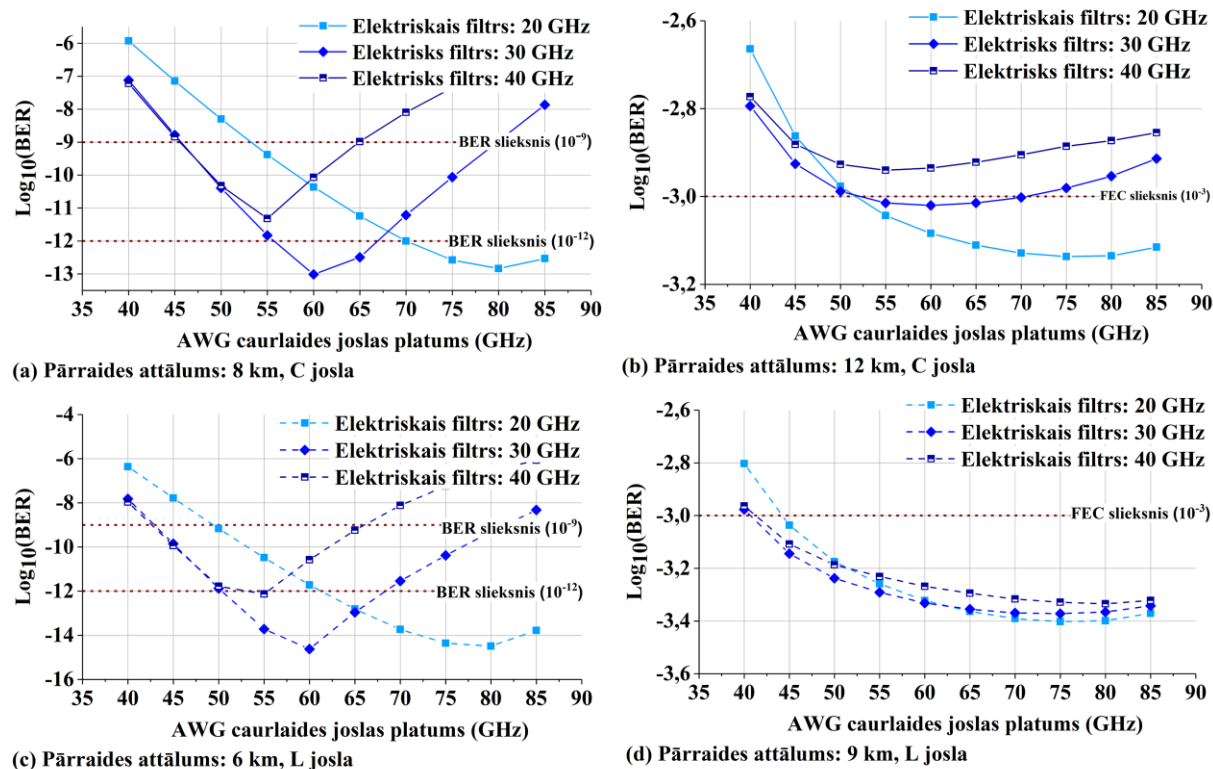 -6
-7
-8
-9
-10
-11
-12
-13
Log10(BER)
Elektriskais filtrs: 20 GHz
Elektrisks filtrs: 30 GHz
Elektrisks filtrs: 40 GHz
BER slieksnis (10⁻⁹)
BER slieksnis (10⁻¹²)
35 40 45 50 55 60 65 70 75 80 85 90
AWG caurlaides joslas platums (GHz)
(a) Pārraides attālums: 8 km, C josla
-2,6
-2,8
-3,0
-3,2
Log10(BER)
Elektriskais filtrs: 20 GHz
Elektrisks filtrs: 30 GHz
Elektrisks filtrs: 40 GHz
FEC slieksnis (10⁻³)
35 40 45 50 55 60 65 70 75 80 85 90
AWG caurlaides joslas platums (GHz)
(b) Pārraides attālums: 12 km, C josla
-4
-6
-8
-10
-12
-14
-16
Log10(BER)
Elektriskais filtrs: 20 GHz
Elektriskais filtrs: 30 GHz
Elektriskais filtrs: 40 GHz
BER slieksnis (10⁻⁹)
BER slieksnis (10⁻¹²)
35 40 45 50 55 60 65 70 75 80 85 90
AWG caurlaides joslas platums (GHz)
(c) Pārraides attālums: 6 km, L josla
-2,6
-2,8
-3,0
-3,2
-3,4
-3,6
Log10(BER)
Elektriskais filtrs: 20 GHz
Elektriskais filtrs: 30 GHz
Elektriskais filtrs: 40 GHz
FEC slieksnis (10⁻³)
35 40 45 50 55 60 65 70 75 80 85 90
AWG caurlaides joslas platums (GHz)
(d) Pārraides attālums: 9 km, L josla